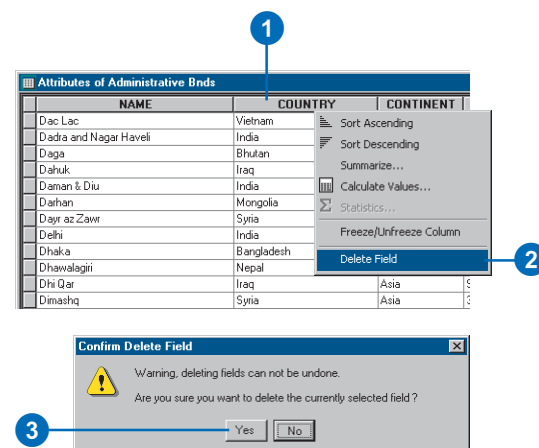 1
Attributes of Administrative Bnds
NAME COUNTRY CONTINENT
Dac Lac Vietnam
Dadra and Nagar Haveli India
Daga Bhutan
Dahuk Iraq
Daman & Diu India
Darhan Mongolia
Dayr az Zawr Syria
Delhi India
Dhaka Bangladesh
Dhawalagiri Nepal
Dhi Qar Iraq Asia
Dimashq Syria Asia
Sort Ascending
Sort Descending
Summarize...
Calculate Values...
Σ Statistics...
Freeze/Unfreeze Column
Delete Field
2
Confirm Delete Field
Warning, deleting fields can not be undone.
Are you sure you want to delete the currently selected field ?
3
Yes No